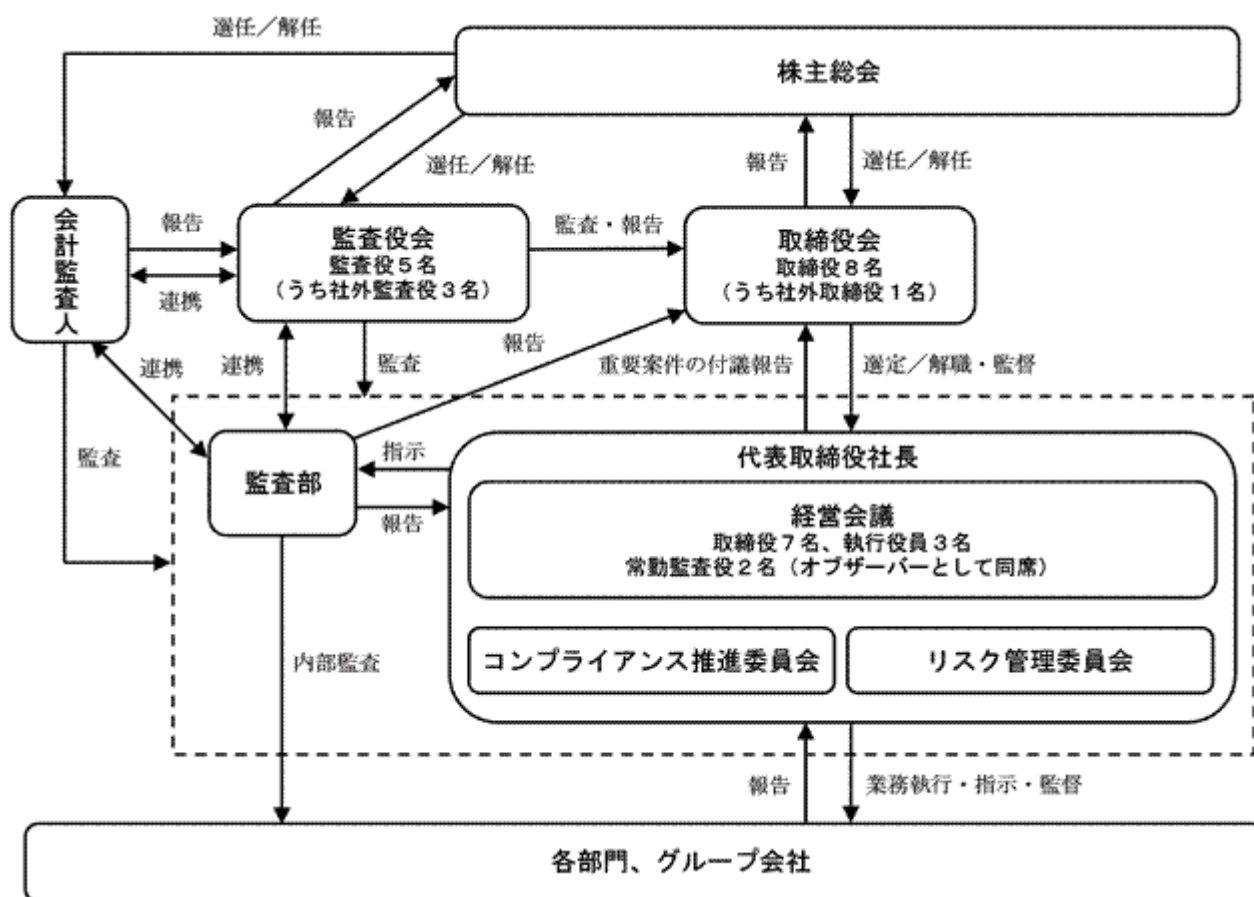 選任／解任
株主総会
報告
選任／解任
報告
選任／解任
会計監査人
報告
連携
監査役会
監査役５名
（うち社外監査役３名）
監査・報告
取締役会
取締役８名
（うち社外取締役１名）
連携
連携
監査
報告
重要案件の付議報告
選定／解職・監督
監査
監査部
指示
報告
代表取締役社長
経営会議
取締役７名、執行役員３名
常勤監査役２名（オブザーバーとして同席）
コンプライアンス推進委員会
リスク管理委員会
内部監査
報告
業務執行・指示・監督
各部門、グループ会社